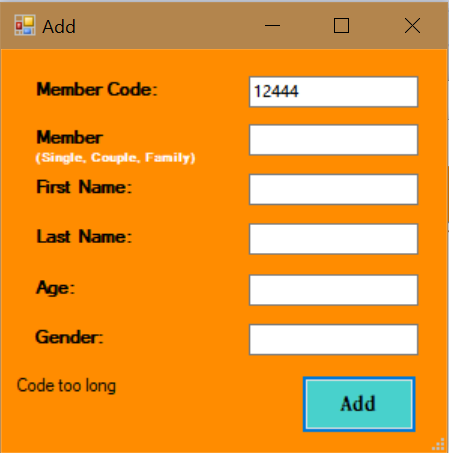 Add
Member Code:
12444
Member
(Single, Couple, Family)
First Name:
Last Name:
Age:
Gender:
Code too long
Add